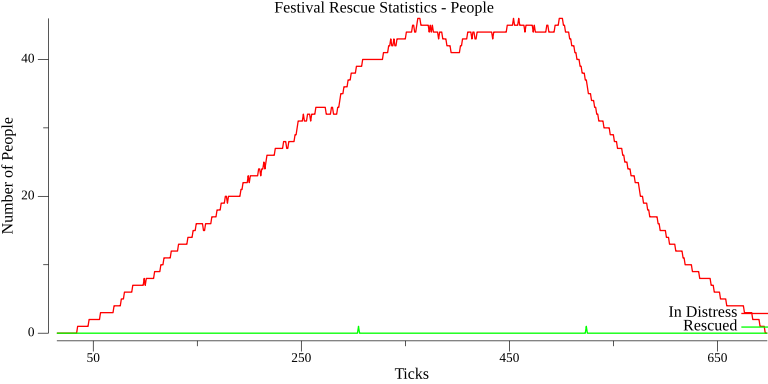 Festival Rescue Statistics - People
Number of People
40
20
0
In Distress
Rescued
50
250
450
650
Ticks